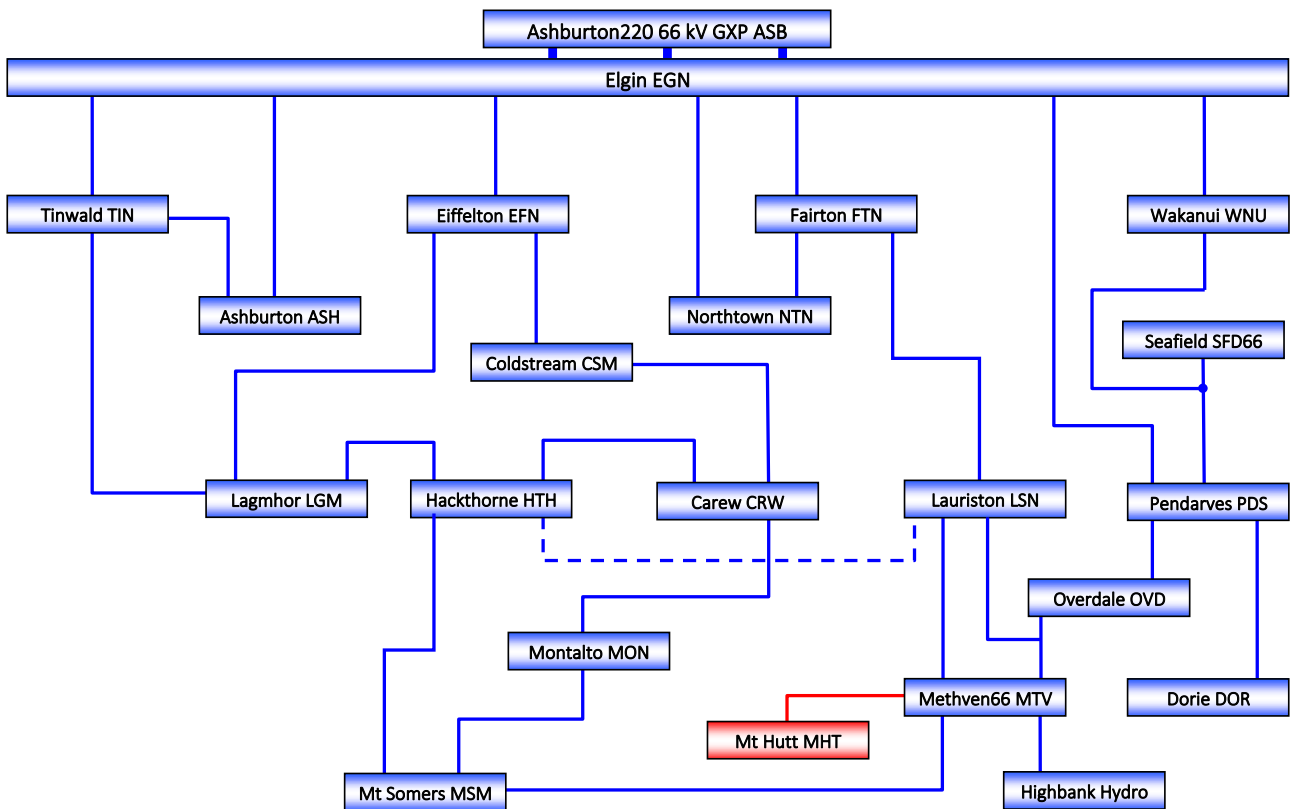 Ashburton220 66 kV GXP ASB
Elgin EGN
Tinwald TIN
Eiffelton EFN
Fairton FTN
Wakanui WNU
Ashburton ASH
Northtown NTN
Seafield SFD66
Coldstream CSM
Lagmhor LGM
Hackthorne HTH
Carew CRW
Lauriston LSN
Pendarves PDS
Overdale OVD
Montalto MON
Methven66 MTV
Dorie DOR
Mt Hutt MHT
Mt Somers MSM
Highbank Hydro